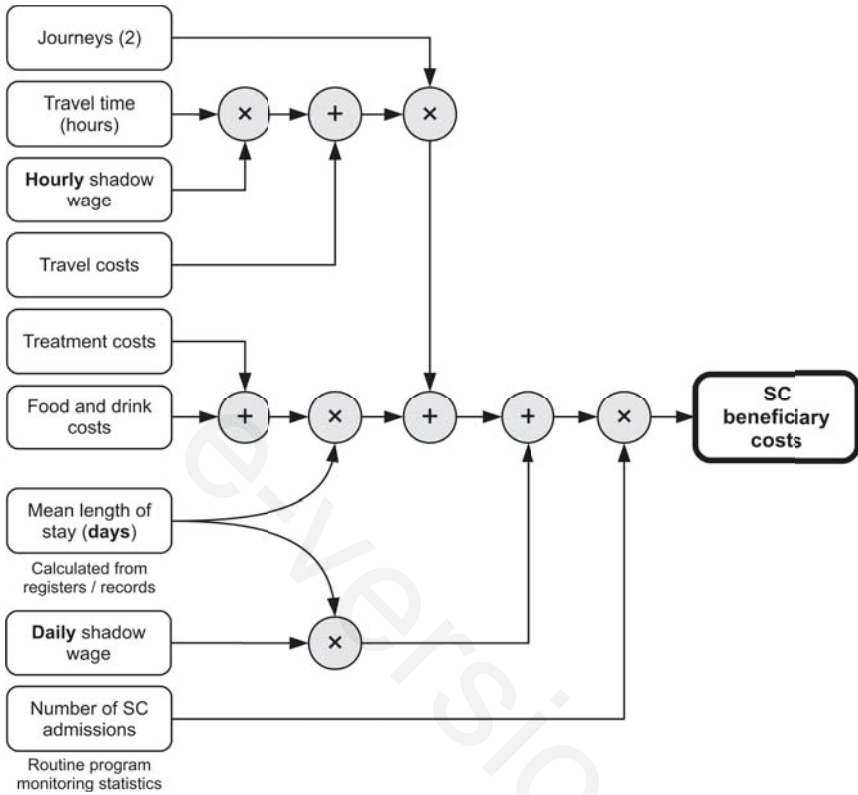 Journeys (2)
Travel time
(hours)
×
+
×
Hourly shadow
wage
Travel costs
Treatment costs
Food and drink
costs
+
×
+
+
×
SC
beneficiary
costs
Mean length of
stay (days)
Calculated from
registers / records
Daily shadow
wage
×
Number of SC
admissions
Routine program
monitoring statistics
e-versio